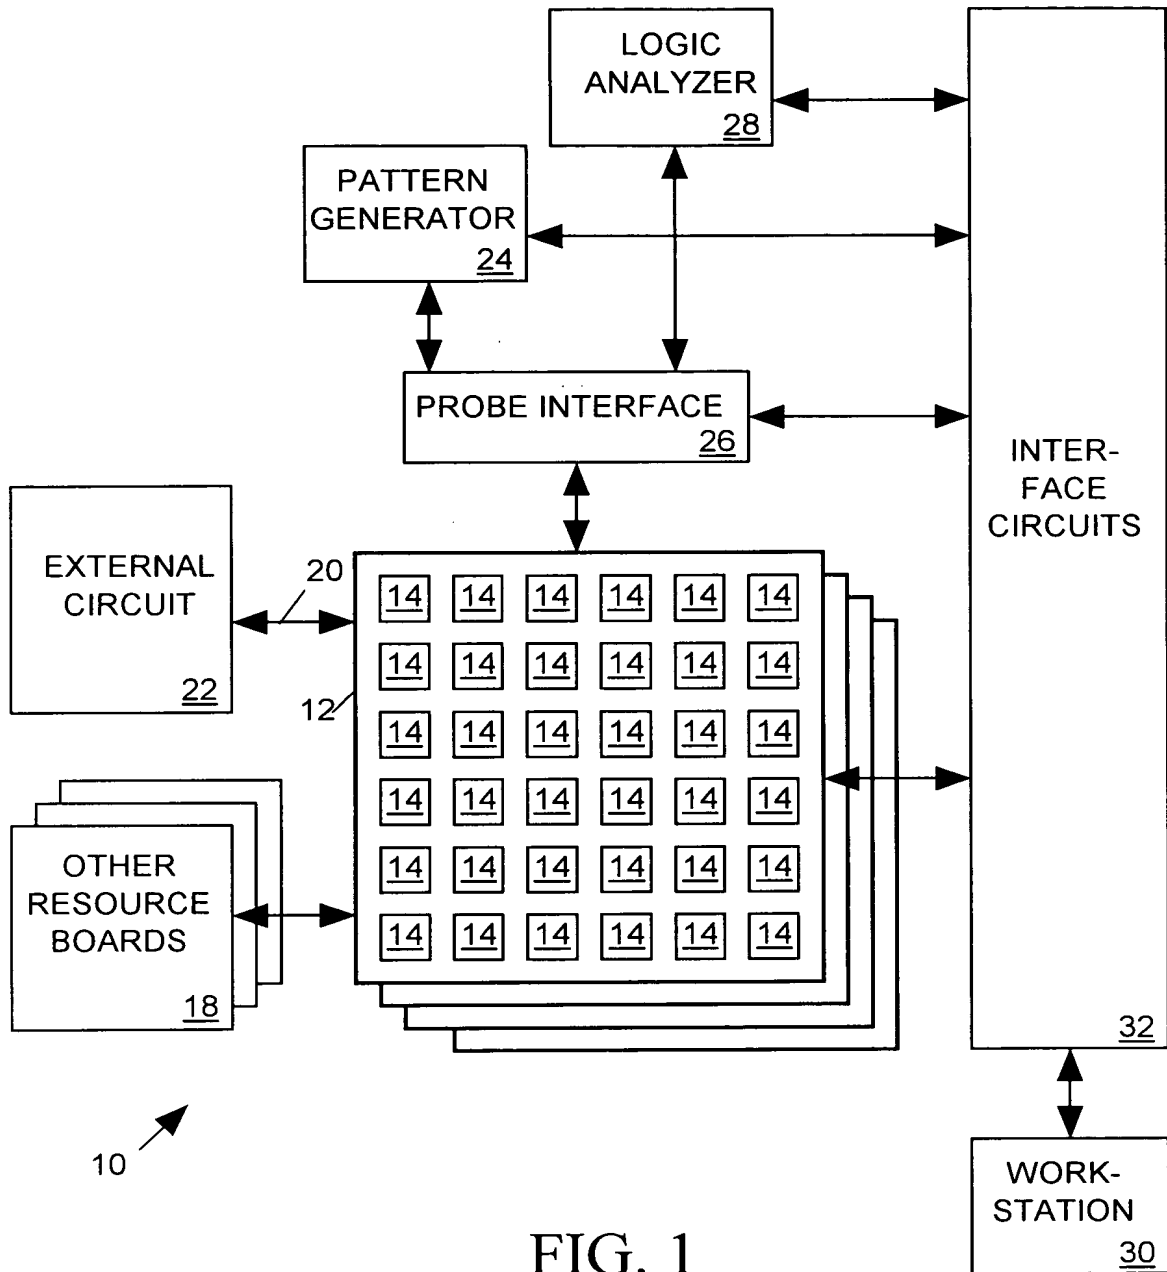 LOGIC
ANALYZER
28
PATTERN
GENERATOR
24
PROBE INTERFACE
26
INTER-
FACE
CIRCUITS
32
EXTERNAL
CIRCUIT
22
20
12
14 14 14 14 14 14
14 14 14 14 14 14
14 14 14 14 14 14
14 14 14 14 14 14
14 14 14 14 14 14
14 14 14 14 14 14
OTHER
RESOURCE
BOARDS
18
10
WORK-
STATION
30
FIG. 1